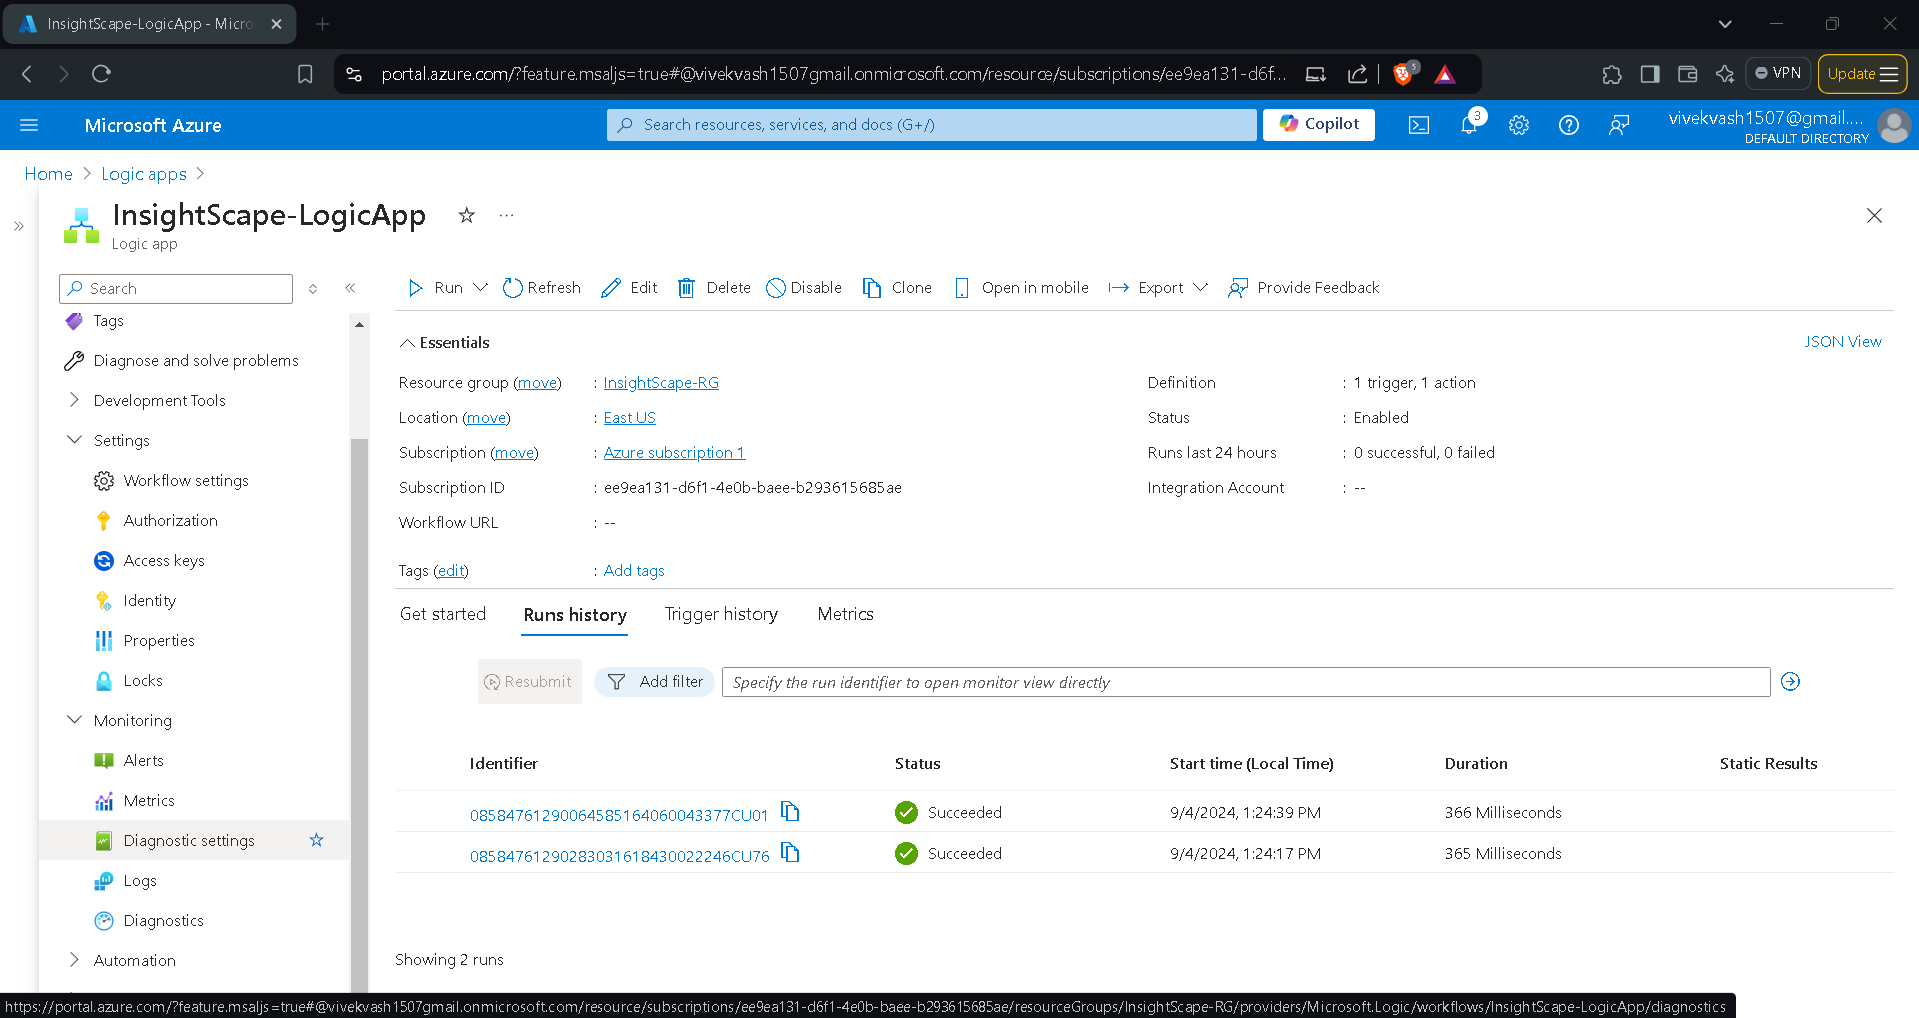 InsightScape-LogicApp - Micro
portal.azure.com/?feature.msaljs=true#@vivekvash1507gmail.onmicrosoft.com/resource/subscriptions/ee9ea131-d6f...
5
VPN
Update
Microsoft Azure
Search resources, services, and docs (G+/)
Copilot
3
vivekvash1507@gmail....
DEFAULT DIRECTORY
Home > Logic apps >
InsightScape-LogicApp
Logic app
Search
Run
Refresh
Edit
Delete
Disable
Clone
Open in mobile
Export
Provide Feedback
Tags
Diagnose and solve problems
Development Tools
Settings
Workflow settings
Authorization
Access keys
Identity
Properties
Locks
Monitoring
Alerts
Metrics
Diagnostic settings
Logs
Diagnostics
Automation
Essentials
JSON View
Resource group (move) : InsightScape-RG
Location (move) : East US
Subscription (move) : Azure subscription 1
Subscription ID : ee9ea131-d6f1-4e0b-baee-b293615685ae
Workflow URL : --
Definition : 1 trigger, 1 action
Status : Enabled
Runs last 24 hours : 0 successful, 0 failed
Integration Account : --
Tags (edit) : Add tags
Get started Runs history Trigger history Metrics
Resubmit Add filter Specify the run identifier to open monitor view directly
Identifier Status Start time (Local Time) Duration Static Results
08584761290064585164060043377CU01 Succeeded 9/4/2024, 1:24:39 PM 366 Milliseconds
08584761290283031618430022246CU76 Succeeded 9/4/2024, 1:24:17 PM 365 Milliseconds
Showing 2 runs
https://portal.azure.com/?feature.msaljs=true#@vivekvash1507gmail.onmicrosoft.com/resource/subscriptions/ee9ea131-d6f1-4e0b-baee-b293615685ae/resourceGroups/InsightScape-RG/providers/Microsoft.Logic/workflows/InsightScape-LogicApp/diagnostics